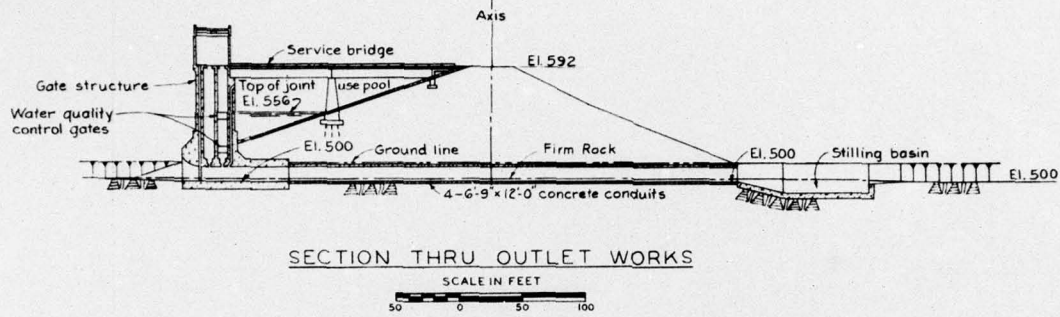 Axis
Service bridge
El. 592
Gate structure
Top of joint use pool
El. 556
Water quality
control gates
El. 500
Ground line
Firm Rock
El. 500
Stilling basin
El. 500
4-6'-9" x 12'-0" concrete conduits
SECTION THRU OUTLET WORKS
SCALE IN FEET
50 0 50 100